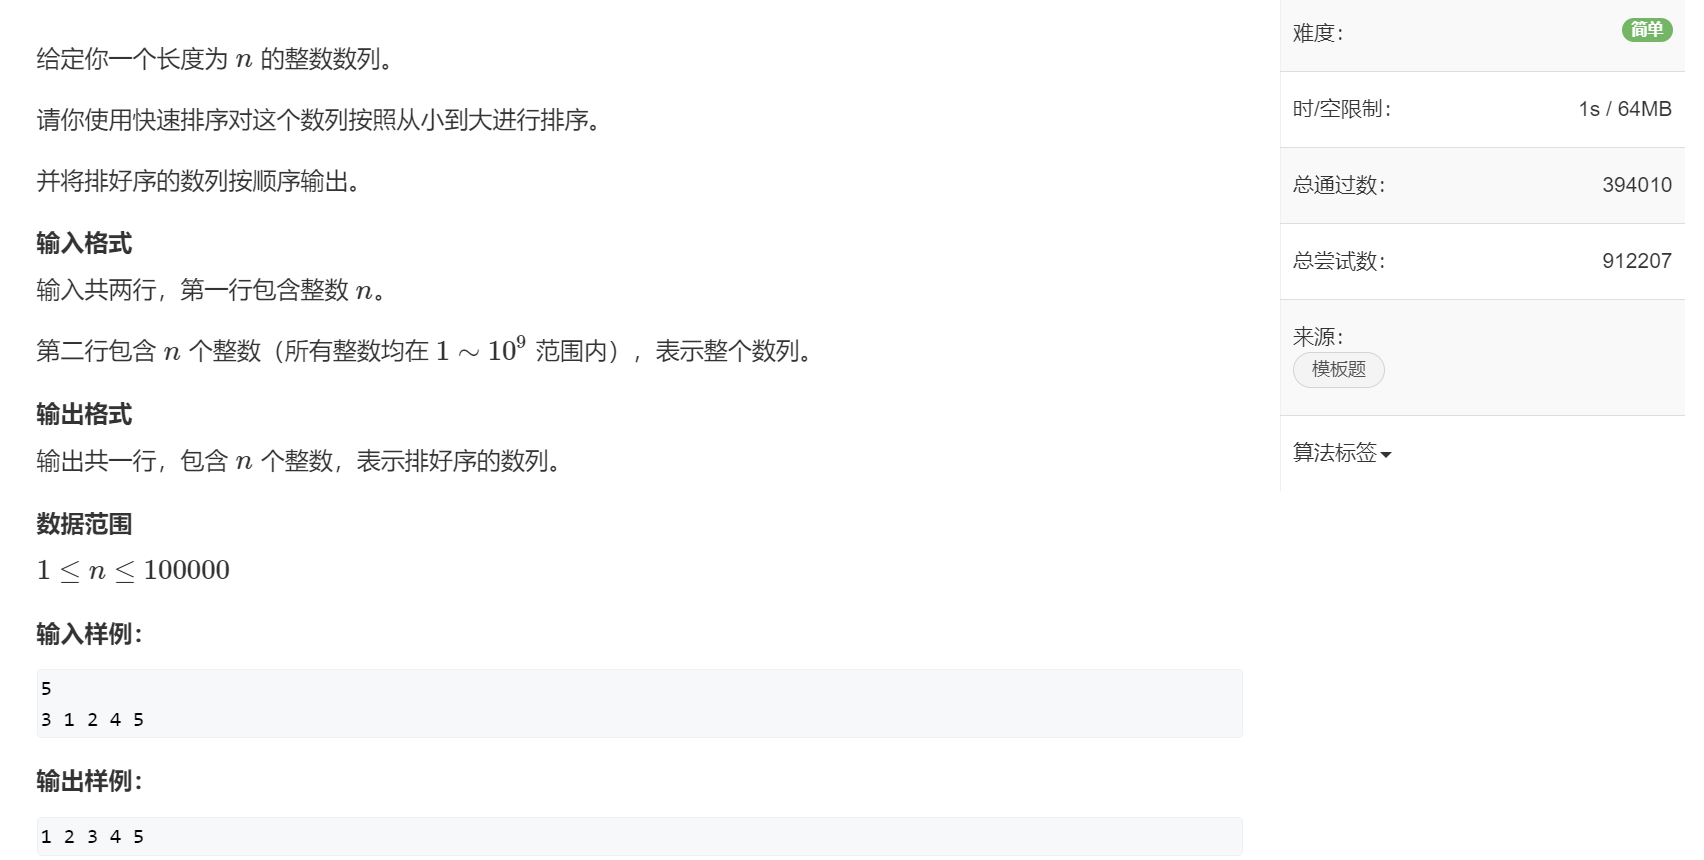 给定你一个长度为 n 的整数数列。
请你使用快速排序对这个数列按照从小到大进行排序。
并将排好序的数列按顺序输出。
输入格式
输入共两行，第一行包含整数 n。
第二行包含 n 个整数（所有整数均在 1 ∼ 10⁹ 范围内），表示整个数列。
输出格式
输出共一行，包含 n 个整数，表示排好序的数列。
数据范围
1 ≤ n ≤ 100000
输入样例：
5
3 1 2 4 5
输出样例：
1 2 3 4 5
难度：简单
时/空限制：1s / 64MB
总通过数：394010
总尝试数：912207
来源：
模板题
算法标签